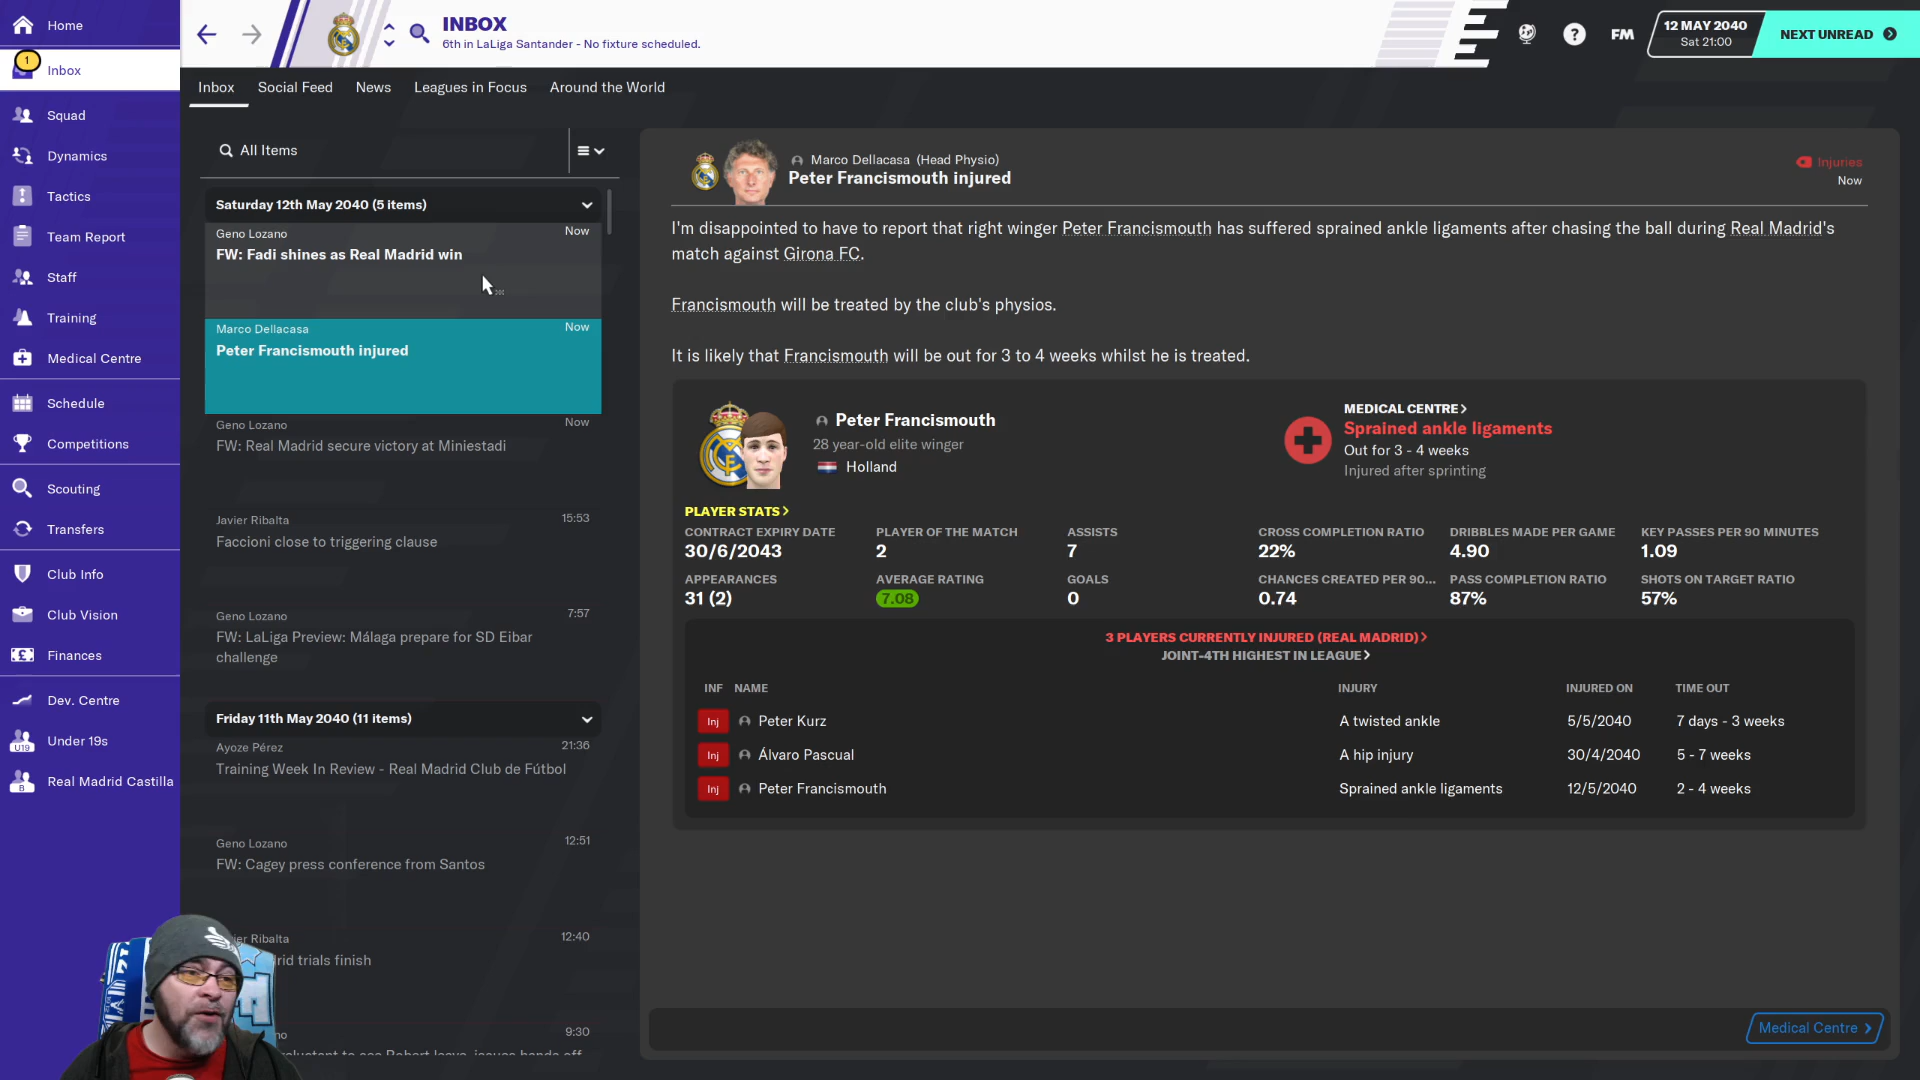 Home
1
Inbox
Squad
Dynamics
Tactics
Team Report
Staff
Training
Medical Centre
Schedule
Competitions
Scouting
Transfers
Club Info
Club Vision
Finances
Dev. Centre
U19
Under 19s
B
Real Madrid Castilla
INBOX
6th in LaLiga Santander - No fixture scheduled.
?
FM
12 MAY 2040
Sat 21:00
NEXT UNREAD
Inbox
Social Feed
News
Leagues in Focus
Around the World
All Items
Saturday 12th May 2040 (5 items)
Geno Lozano
Now
FW: Fadi shines as Real Madrid win
Marco Dellacasa
Now
Peter Francismouth injured
Geno Lozano
Now
FW: Real Madrid secure victory at Miniestadi
Javier Ribalta
15:53
Faccioni close to triggering clause
Geno Lozano
7:57
FW: LaLiga Preview: Málaga prepare for SD Eibar
challenge
Friday 11th May 2040 (11 items)
Ayoze Pérez
21:36
Training Week In Review - Real Madrid Club de Fútbol
Geno Lozano
12:51
FW: Cagey press conference from Santos
Ribalta
12:40
trials finish
9:30
Marco Dellacasa (Head Physio)
Peter Francismouth injured
Injuries
Now
I'm disappointed to have to report that right winger Peter Francismouth has suffered sprained ankle ligaments after chasing the ball during Real Madrid's
match against Girona FC.
Francismouth will be treated by the club's physios.
It is likely that Francismouth will be out for 3 to 4 weeks whilst he is treated.
Peter Francismouth
28 year-old elite winger
Holland
MEDICAL CENTRE
Sprained ankle ligaments
Out for 3 - 4 weeks
Injured after sprinting
PLAYER STATS
CONTRACT EXPIRY DATE
30/6/2043
PLAYER OF THE MATCH
2
ASSISTS
7
CROSS COMPLETION RATIO
22%
DRIBBLES MADE PER GAME
4.90
KEY PASSES PER 90 MINUTES
1.09
APPEARANCES
31 (2)
AVERAGE RATING
7.08
GOALS
0
CHANCES CREATED PER 90...
0.74
PASS COMPLETION RATIO
87%
SHOTS ON TARGET RATIO
57%
3 PLAYERS CURRENTLY INJURED (REAL MADRID)
JOINT-4TH HIGHEST IN LEAGUE
INF NAME INJURY INJURED ON TIME OUT
Inj Peter Kurz A twisted ankle 5/5/2040 7 days - 3 weeks
Inj Álvaro Pascual A hip injury 30/4/2040 5 - 7 weeks
Inj Peter Francismouth Sprained ankle ligaments 12/5/2040 2 - 4 weeks
Medical Centre